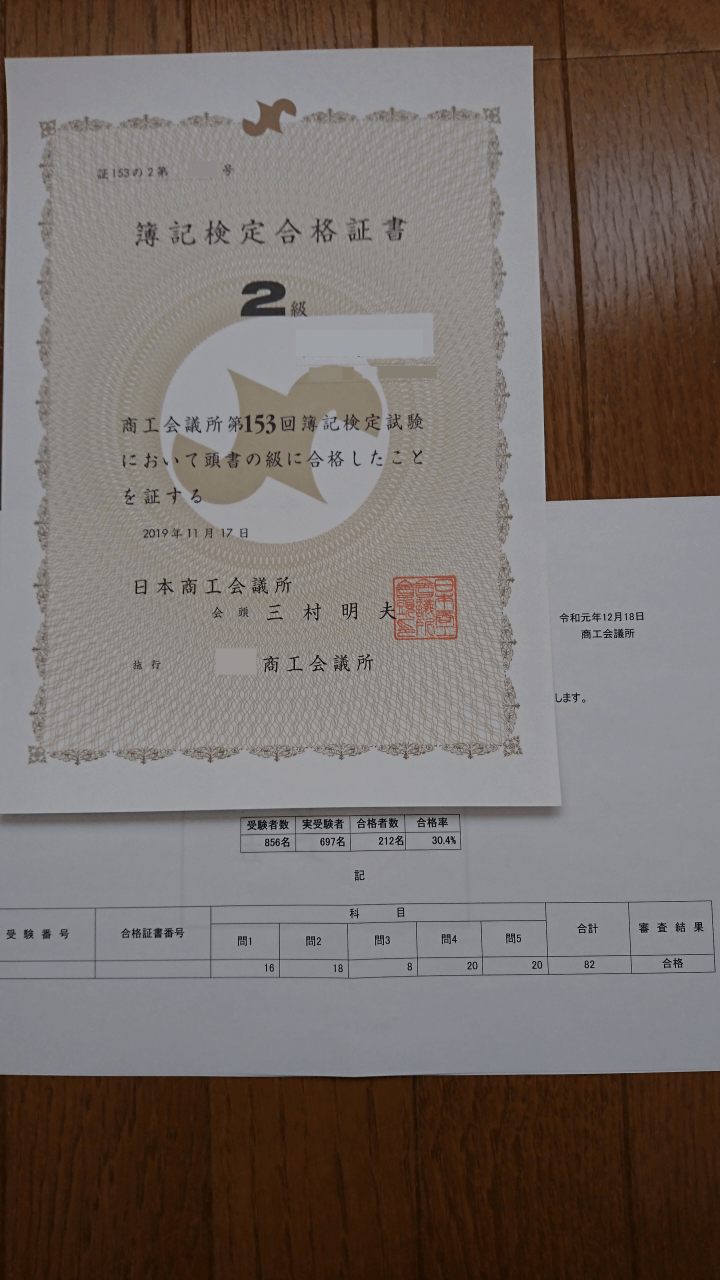 証153の2第 号
簿記検定合格証書
2級
商工会議所第153回簿記検定試験
において頭書の級に合格したこと
を証する
2019年11月17日
日本商工会議所
会頭 三村明夫
施行 商工会議所
令和元年12月18日
商工会議所
します。
受験者数 実受験者 合格者数 合格率
856名 697名 212名 30.4%
記
受験番号 合格証書番号 科目 合計 審査結果
問1 問2 問3 問4 問5
16 18 8 20 20 82 合格